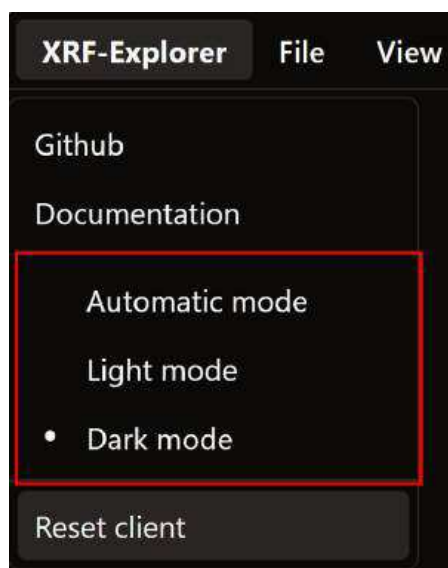 XRF-Explorer File View
Github
Documentation
Automatic mode
Light mode
• Dark mode
Reset client